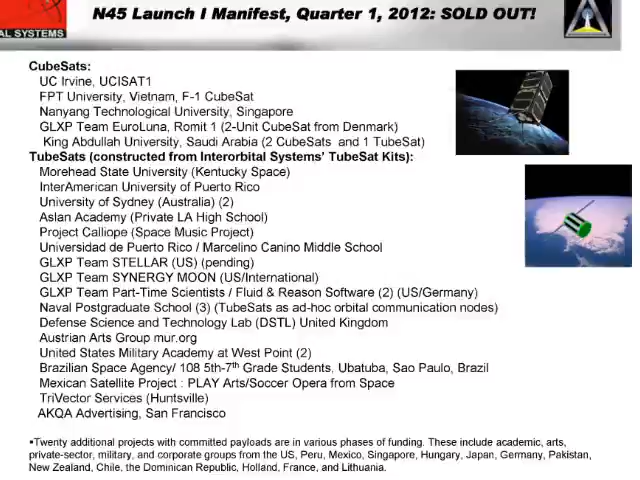 N45 Launch I Manifest, Quarter 1, 2012: SOLD OUT!
AL SYSTEMS
CubeSats:
UC Irvine, UCISAT1
FPT University, Vietnam, F-1 CubeSat
Nanyang Technological University, Singapore
GLXP Team EuroLuna, Romit 1 (2-Unit CubeSat from Denmark)
King Abdullah University, Saudi Arabia (2 CubeSats and 1 TubeSat)
TubeSats (constructed from Interorbital Systems' TubeSat Kits):
Morehead State University (Kentucky Space)
InterAmerican University of Puerto Rico
University of Sydney (Australia) (2)
Aslan Academy (Private LA High School)
Project Calliope (Space Music Project)
Universidad de Puerto Rico / Marcelino Canino Middle School
GLXP Team STELLAR (US) (pending)
GLXP Team SYNERGY MOON (US/International)
GLXP Team Part-Time Scientists / Fluid & Reason Software (2) (US/Germany)
Naval Postgraduate School (3) (TubeSats as ad-hoc orbital communication nodes)
Defense Science and Technology Lab (DSTL) United Kingdom
Austrian Arts Group mur.org
United States Military Academy at West Point (2)
Brazilian Space Agency/ 108 5th-7th Grade Students, Ubatuba, Sao Paulo, Brazil
Mexican Satellite Project : PLAY Arts/Soccer Opera from Space
TriVector Services (Huntsville)
AKQA Advertising, San Francisco
•Twenty additional projects with committed payloads are in various phases of funding. These include academic, arts,
private-sector, military, and corporate groups from the US, Peru, Mexico, Singapore, Hungary, Japan, Germany, Pakistan,
New Zealand, Chile, the Dominican Republic, Holland, France, and Lithuania.